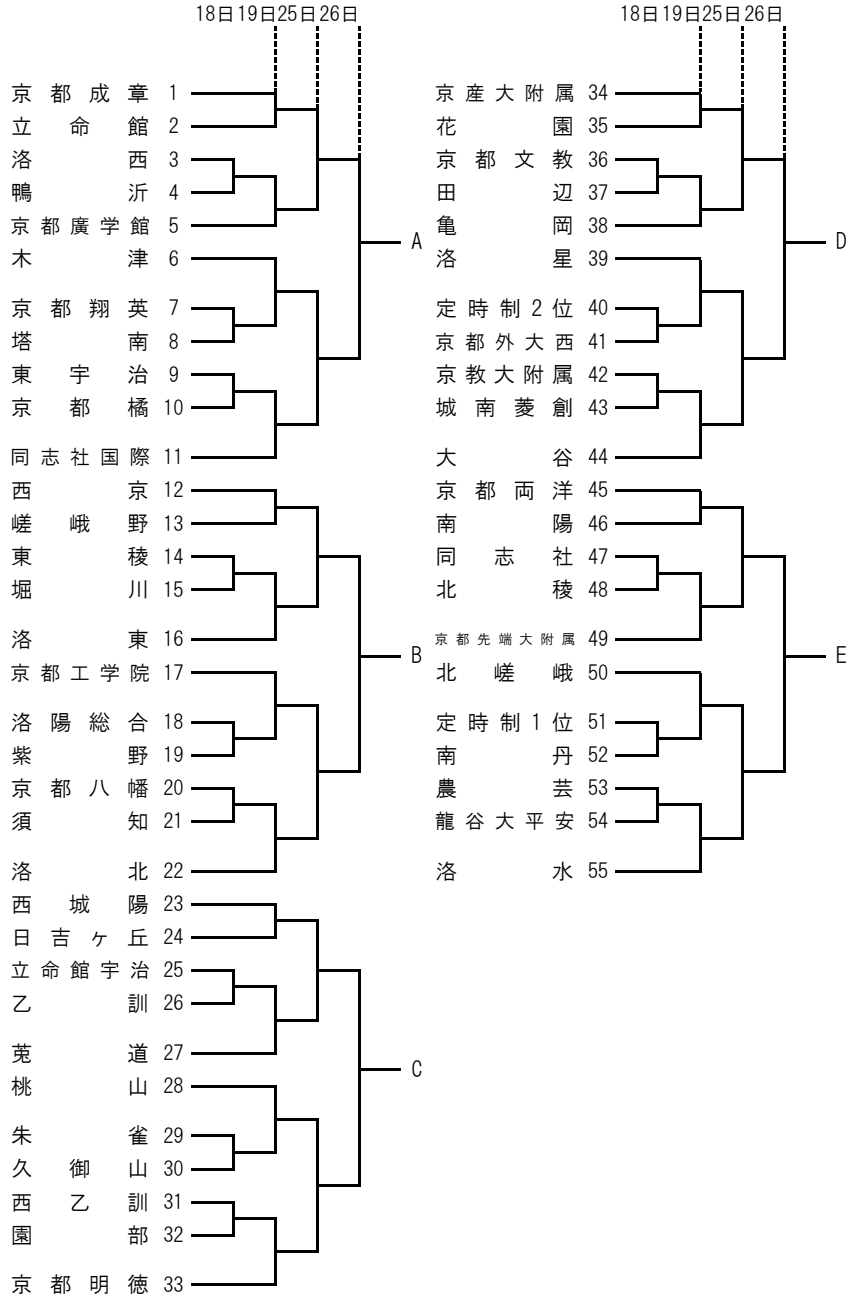 18日19日25日26日
京都成章 1
立命館 2
洛西 3
鴨沂 4
京都廣学館 5
A
木津 6
京都翔英 7
塔南 8
東宇治 9
京都橘 10
同志社国際 11
西京 12
嵯峨野 13
東稜 14
堀川 15
洛東 16
B
京都工学院 17
洛陽総合 18
紫野 19
京都八幡 20
須知 21
洛北 22
西城陽 23
日吉ヶ丘 24
立命館宇治 25
乙訓 26
莵道 27
C
桃山 28
朱雀 29
久御山 30
西乙訓 31
園部 32
京都明徳 33
18日19日25日26日
京産大附属 34
花園 35
京都文教 36
田辺 37
亀岡 38
D
洛星 39
定時制2位 40
京都外大西 41
京教大附属 42
城南菱創 43
大谷 44
京都両洋 45
南陽 46
同志社 47
北稜 48
京都先端大附属 49
E
北嵯峨 50
定時制1位 51
南丹 52
農芸 53
龍谷大平安 54
洛水 55